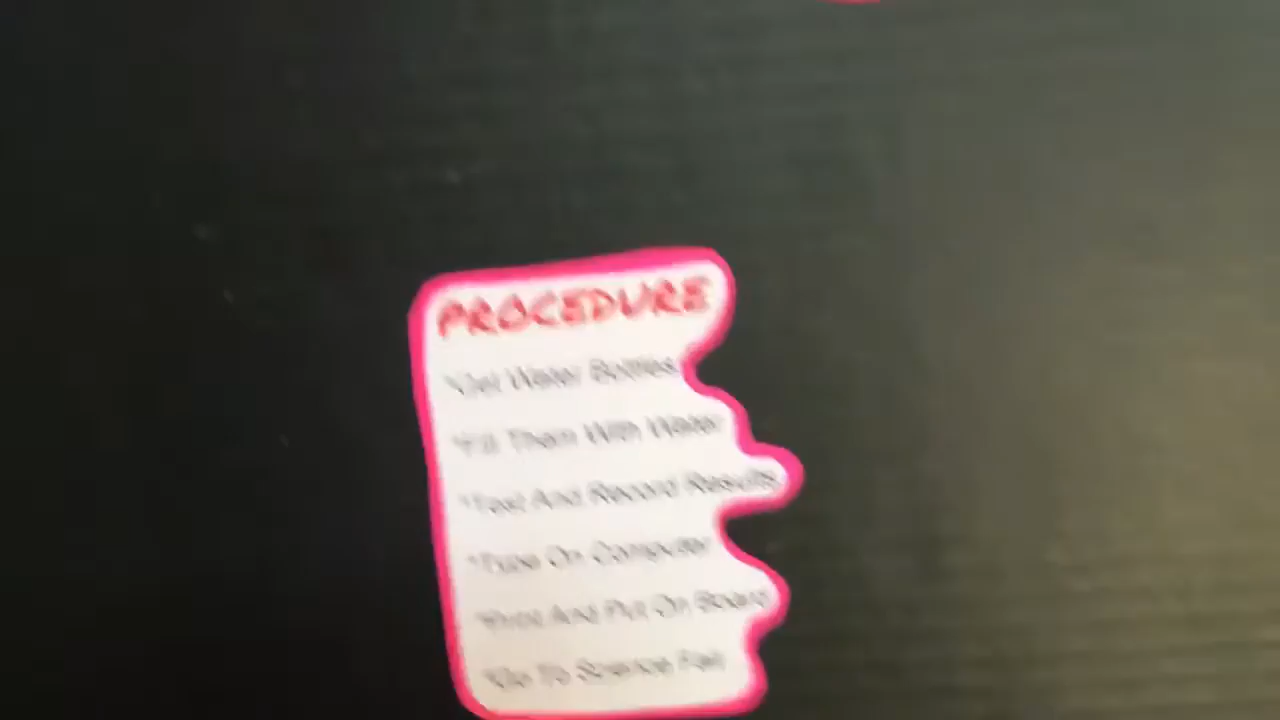 PROCEDURE
*Get Water Bottles
*Fill Them With Water
*Test And Record Results
*Type On Computer
*Print And Put On Board
*Go To Science Fair